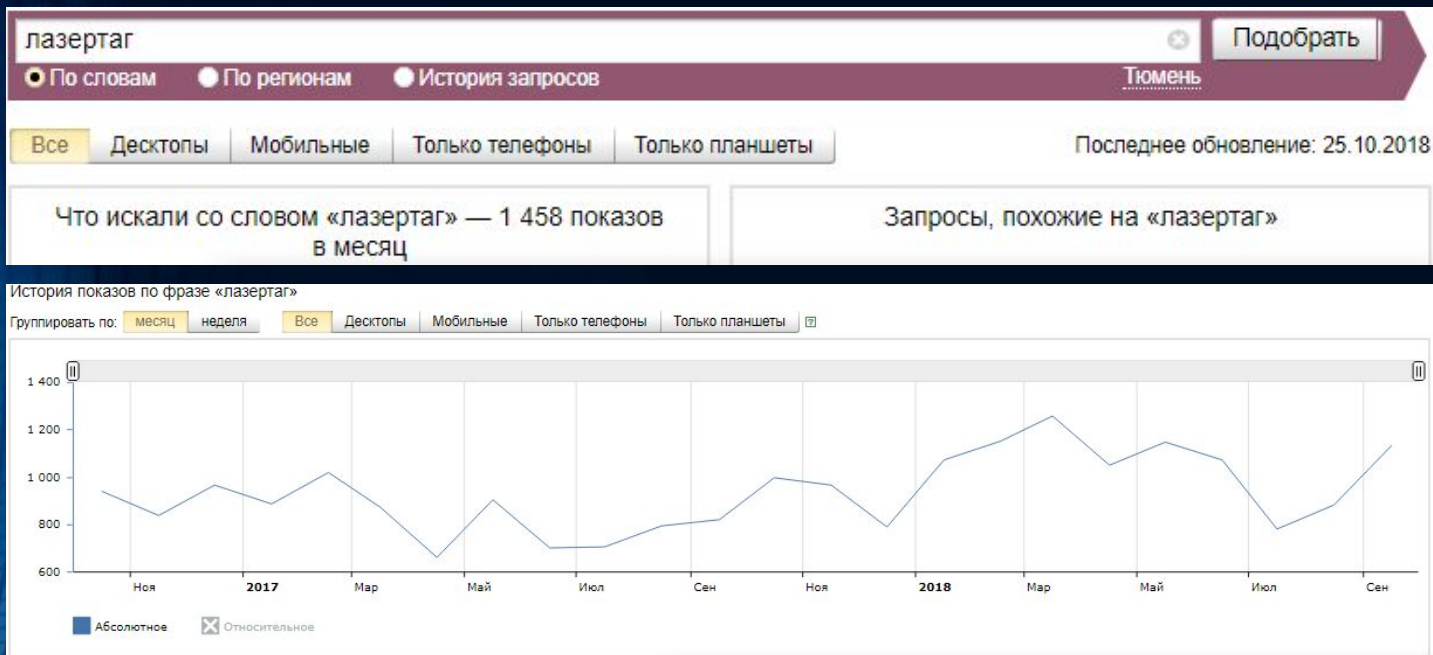 лазертаг
Подобрать
По словам По регионам История запросов Тюмень
Все Десктопы Мобильные Только телефоны Только планшеты Последнее обновление: 25.10.2018
Что искали со словом «лазертаг» — 1 458 показов
в месяц
Запросы, похожие на «лазертаг»
История показов по фразе «лазертаг»
Группировать по: месяц неделя Все Десктопы Мобильные Только телефоны Только планшеты ?
1 400
1 200
1 000
800
600
Ноя 2017 Мар Май Июл Сен Ноя 2018 Мар Май Июл Сен
Абсолютное Относительное